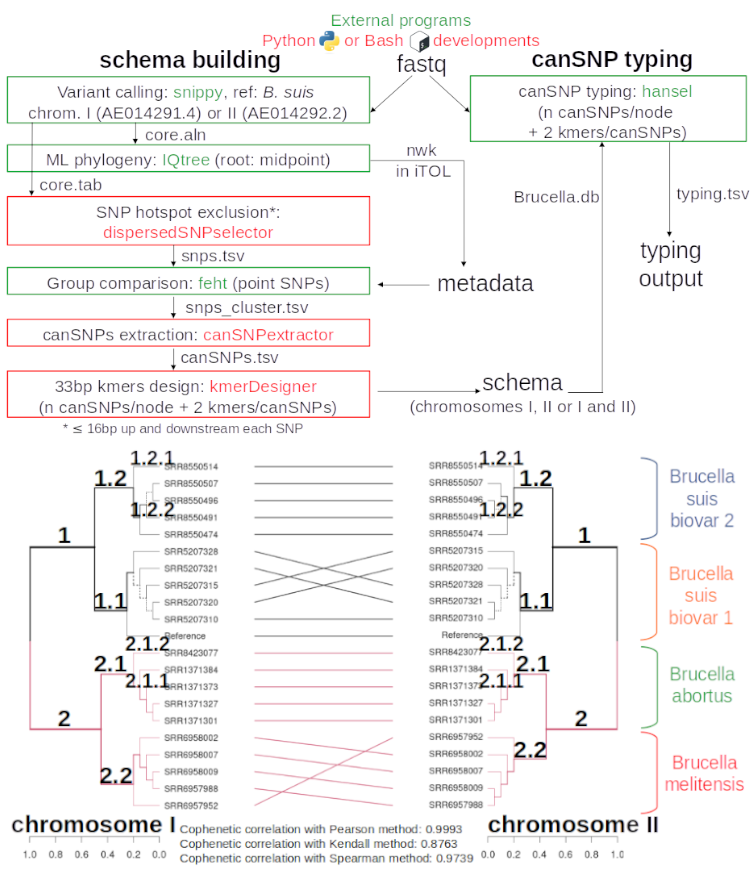 External programs
Python or Bash developments
schema building
fastq
canSNP typing
Variant calling: snippy, ref: B. suis
chrom. I (AE014291.4) or II (AE014292.2)
canSNP typing: hansel
(n canSNPs/node
+ 2 kmers/canSNPs)
core.aln
ML phylogeny: IQtree (root: midpoint)
nwk
in iTOL
core.tab
Brucella.db
typing.tsv
SNP hotspot exclusion*:
dispersedSNPselector
snps.tsv
typing
output
Group comparison: feht (point SNPs)
metadata
snps_cluster.tsv
canSNPs extraction: canSNPextractor
canSNPs.tsv
33bp kmers design: kmerDesigner
(n canSNPs/node + 2 kmers/canSNPs)
schema
(chromosomes I, II or I and II)
* ≤ 16bp up and downstream each SNP
1.2.1
SRR8550514
1.2
SRR8550507
SRR8550496
1.2.2
SRR8550491
SRR8550474
1
SRR5207328
SRR5207321
SRR5207315
1.1
SRR5207320
SRR5207310
Reference
2.1.2
SRR8423077
2.1
SRR1371384
2.1.1
SRR1371373
SRR1371327
SRR1371301
2
SRR6958002
SRR6958007
2.2
SRR6958009
SRR6957988
SRR6957952
1.2.1
SRR8550514
1.2
SRR8550507
SRR8550496
1.2.2
SRR8550491
SRR8550474
1
SRR5207315
SRR5207320
SRR5207328
1.1
SRR5207321
SRR5207310
Reference
2.1.2
SRR8423077
2.1
SRR1371384
2.1.1
SRR1371373
SRR1371327
SRR1371301
2
SRR6957952
2.2
SRR6958002
SRR6958007
SRR6958009
SRR6957988
Brucella
suis
biovar 2
Brucella
suis
biovar 1
Brucella
abortus
Brucella
melitensis
chromosome I
chromosome II
Cophenetic correlation with Pearson method: 0.9993
Cophenetic correlation with Kendall method: 0.8763
Cophenetic correlation with Spearman method: 0.9739
1.0 0.8 0.6 0.4 0.2 0.0
0.0 0.2 0.4 0.6 0.8 1.0